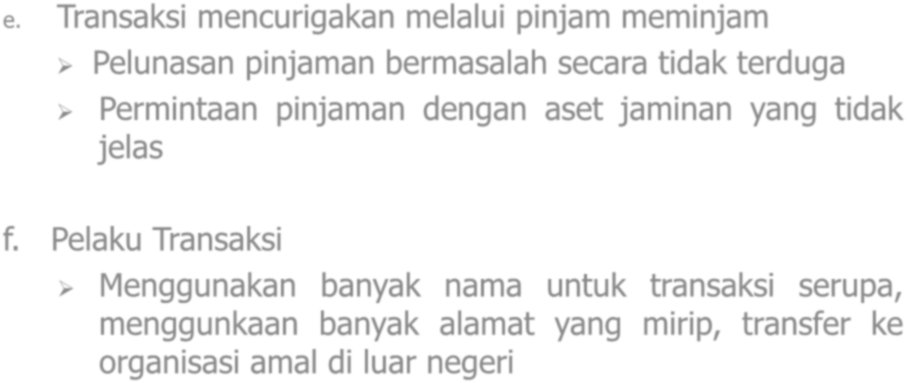 e. Transaksi mencurigakan melalui pinjam meminjam
➢ Pelunasan pinjaman bermasalah secara tidak terduga
➢ Permintaan pinjaman dengan aset jaminan yang tidak
jelas
f. Pelaku Transaksi
➢ Menggunakan banyak nama untuk transaksi serupa,
menggunkaan banyak alamat yang mirip, transfer ke
organisasi amal di luar negeri